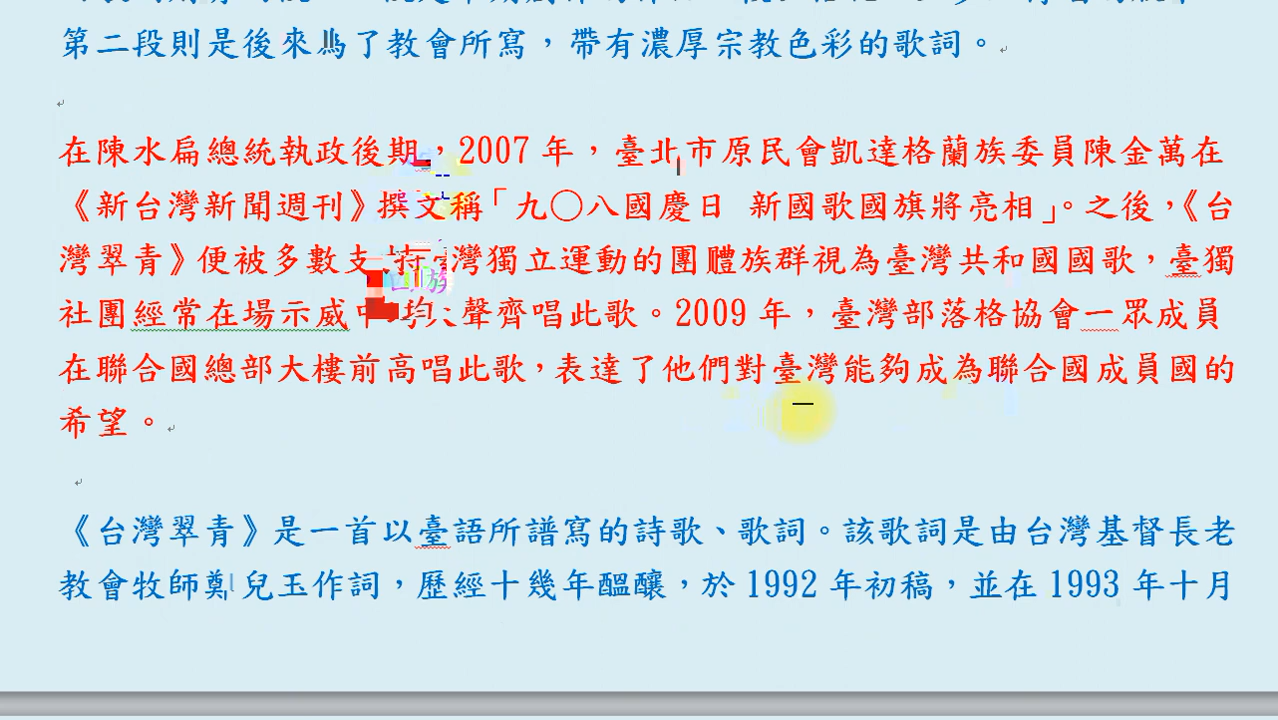 第二段則是後來為了教會所寫，帶有濃厚宗教色彩的歌詞。
在陳水扁總統執政後期，2007 年，臺北市原民會凱達格蘭族委員陳金萬在
《新台灣新聞週刊》撰文稱「九〇八國慶日 新國歌國旗將亮相」。之後，《台
灣翠青》便被多數支持臺灣獨立運動的團體族群視為臺灣共和國國歌，臺獨
社團經常在場示威中均大聲齊唱此歌。2009 年，臺灣部落格協會一眾成員
在聯合國總部大樓前高唱此歌，表達了他們對臺灣能夠成為聯合國成員國的
希望。
《台灣翠青》是一首以臺語所譜寫的詩歌、歌詞。該歌詞是由台灣基督長老
教會牧師鄭兒玉作詞，歷經十幾年醞釀，於 1992 年初稿，並在 1993 年十月